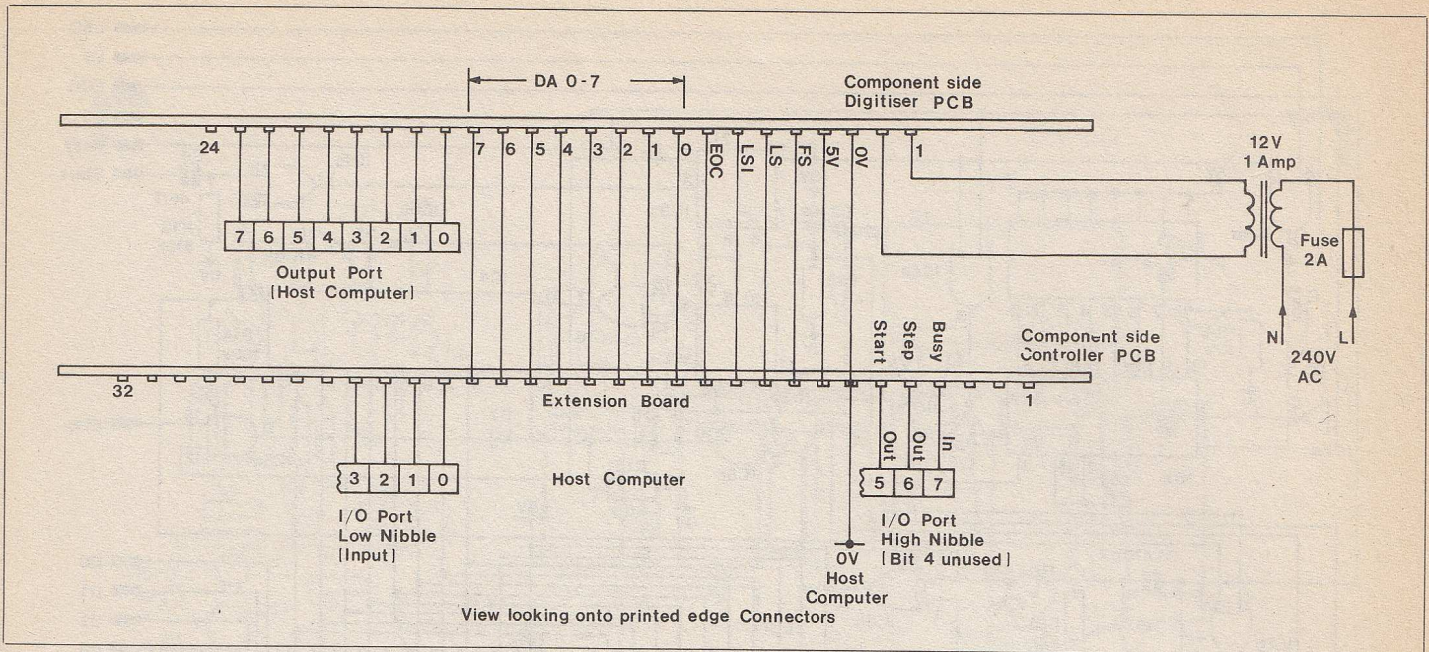 DA 0-7
Component side
Digitiser PCB
24
7 6 5 4 3 2 1 0 EOC LSI LS FS 5V 0V 1
12V
1 Amp
7 6 5 4 3 2 1 0
Output Port
[Host Computer]
Fuse
2A
Start Step Busy
Component side
Controller PCB
N L
240V
AC
32
Extension Board
1
Out Out In
3 2 1 0
Host Computer
5 6 7
I/O Port
Low Nibble
[Input]
I/O Port
High Nibble
[Bit 4 unused]
0V
Host
Computer
View looking onto printed edge Connectors